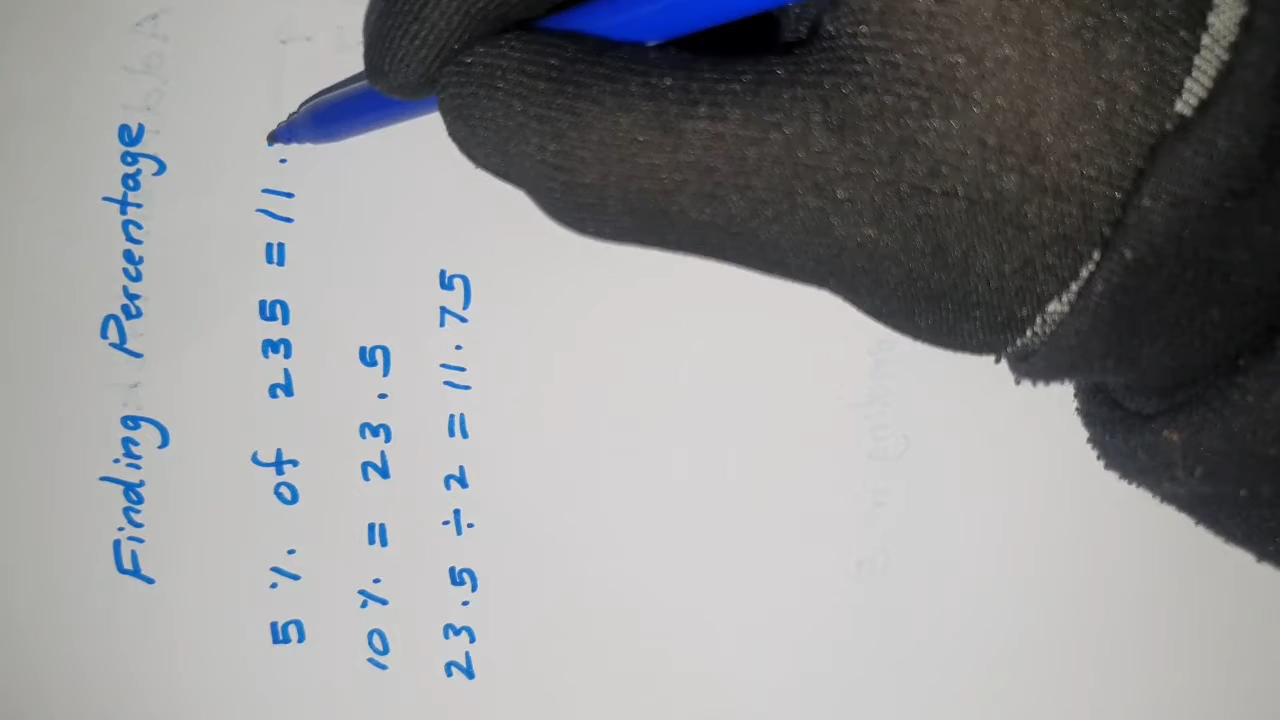 Finding Percentage
5 % of 235 = 11.
10 % = 23.5
23.5 ÷ 2 = 11.75